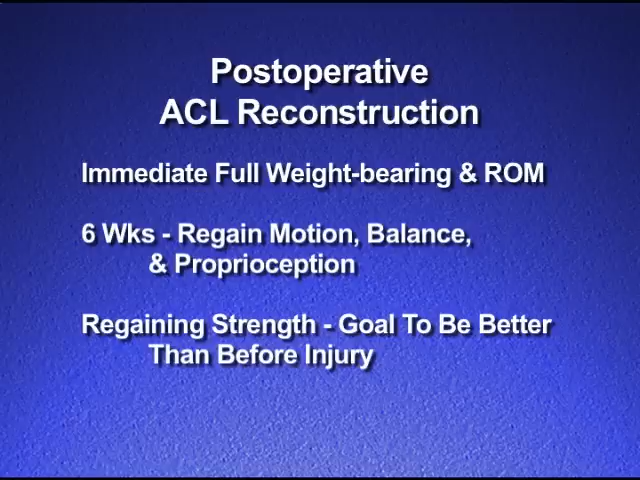 Postoperative
ACL Reconstruction
Immediate Full Weight-bearing & ROM
6 Wks - Regain Motion, Balance,
& Proprioception
Regaining Strength - Goal To Be Better
Than Before Injury